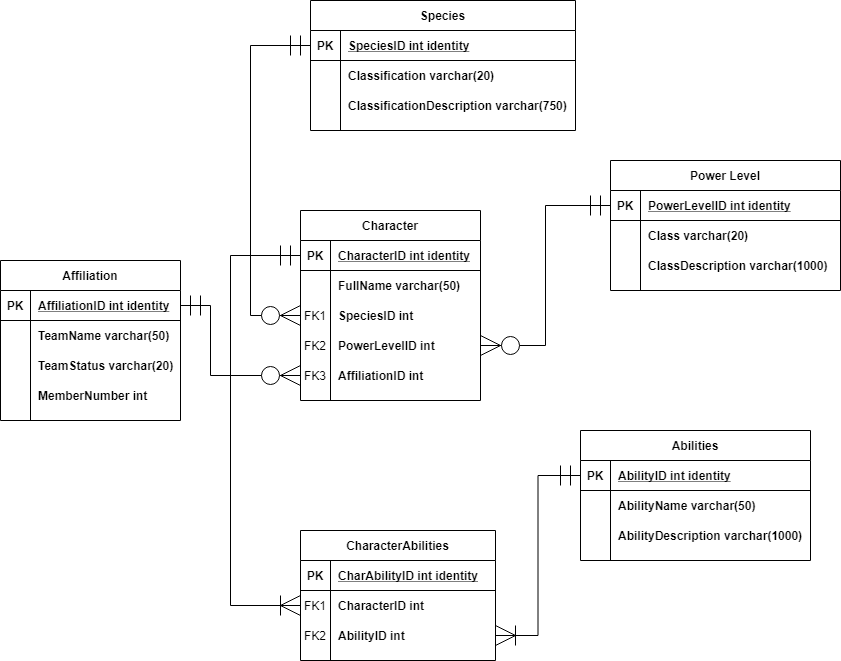 Species
PK SpeciesID int identity
Classification varchar(20)
ClassificationDescription varchar(750)
Power Level
PK PowerLevelID int identity
Class varchar(20)
ClassDescription varchar(1000)
Character
PK CharacterID int identity
FullName varchar(50)
FK1 SpeciesID int
FK2 PowerLevelID int
FK3 AffiliationID int
Affiliation
PK AffiliationID int identity
TeamName varchar(50)
TeamStatus varchar(20)
MemberNumber int
Abilities
PK AbilityID int identity
AbilityName varchar(50)
AbilityDescription varchar(1000)
CharacterAbilities
PK CharAbilityID int identity
FK1 CharacterID int
FK2 AbilityID int